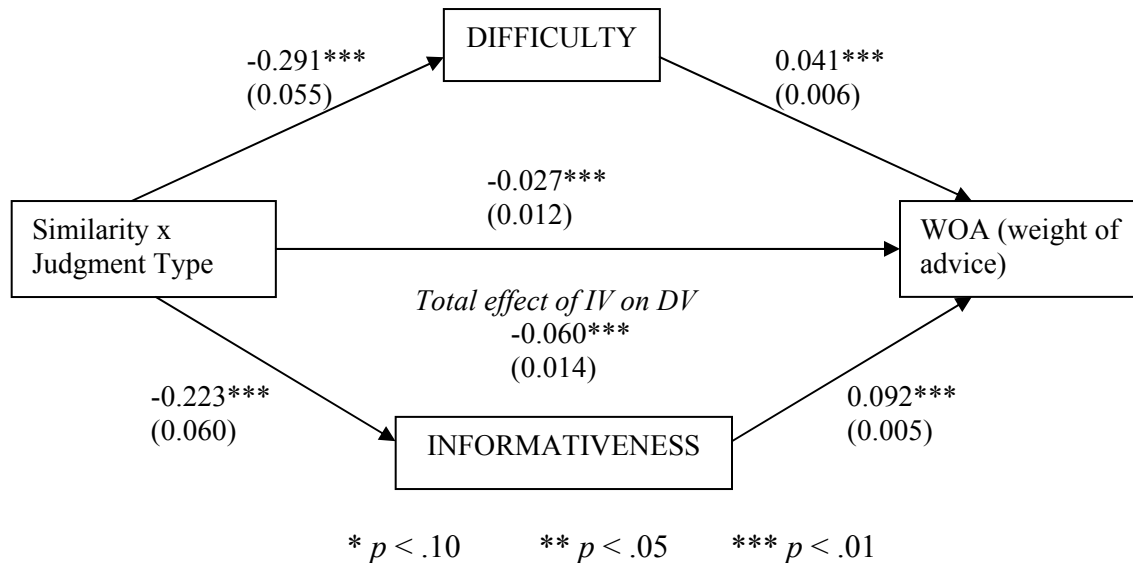 DIFFICULTY
-0.291***
(0.055)
0.041***
(0.006)
-0.027***
(0.012)
Similarity x
Judgment Type
WOA (weight of
advice)
Total effect of IV on DV
-0.060***
(0.014)
-0.223***
(0.060)
0.092***
(0.005)
INFORMATIVENESS
* p < .10 ** p < .05 *** p < .01